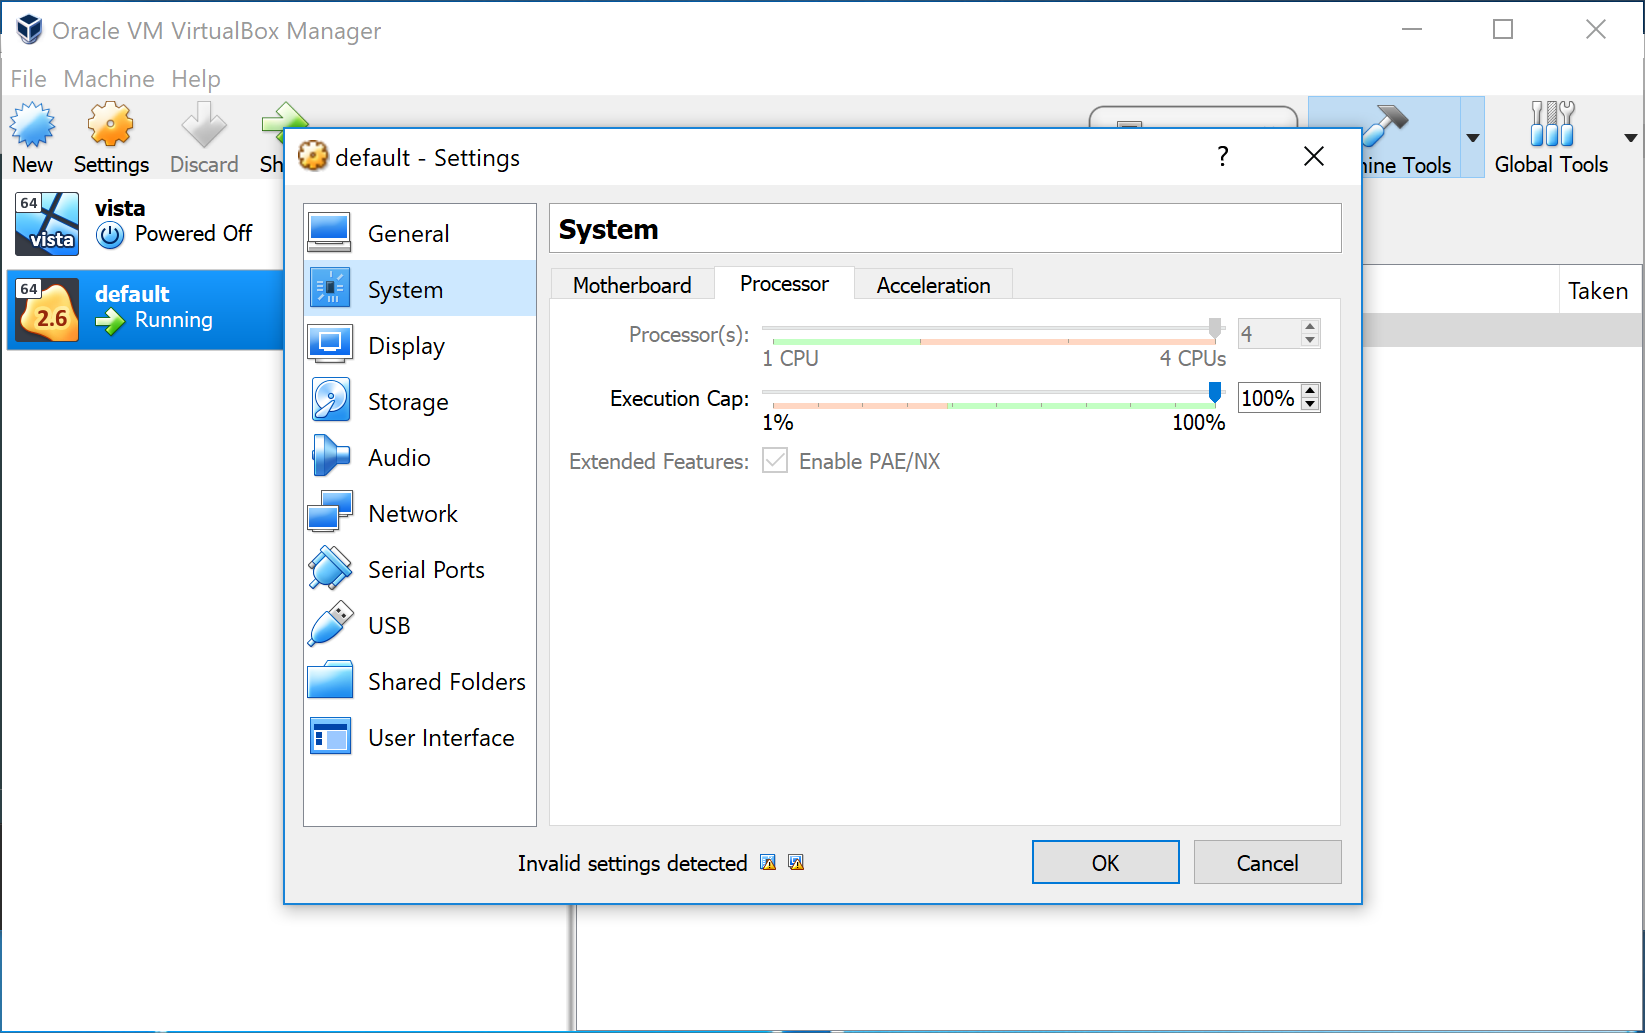 Oracle VM VirtualBox Manager
File Machine Help
New Settings Discard Sh
ine Tools Global Tools
64 vista
vista
Powered Off
64 default
2.6
Running
Taken
default - Settings ?
General
System
Display
Storage
Audio
Network
Serial Ports
USB
Shared Folders
User Interface
System
Motherboard Processor Acceleration
Processor(s): 4
1 CPU 4 CPUs
Execution Cap: 100%
1% 100%
Extended Features: Enable PAE/NX
Invalid settings detected OK Cancel